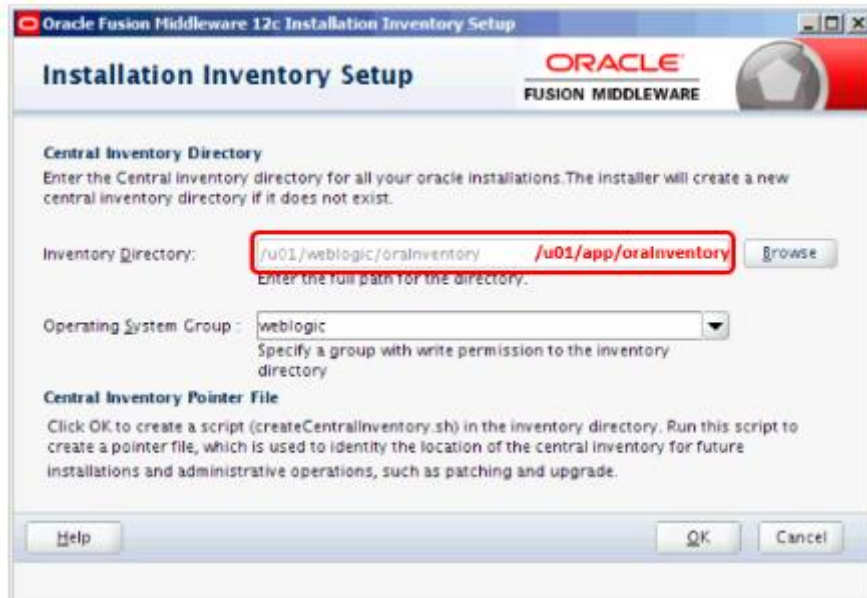 Oracle Fusion Middleware 12c Installation Inventory Setup
Installation Inventory Setup
ORACLE
FUSION MIDDLEWARE
Central Inventory Directory
Enter the Central Inventory directory for all your oracle installations.The installer will create a new
central inventory directory if it does not exist.
Inventory Directory: /u01/weblogic/oraInventory /u01/app/oraInventory Browse
Enter the full path for the directory.
Operating System Group : weblogic
Specify a group with write permission to the inventory
directory
Central Inventory Pointer File
Click OK to create a script (createCentralInventory.sh) in the inventory directory. Run this script to
create a pointer file, which is used to identity the location of the central inventory for future
installations and administrative operations, such as patching and upgrade.
Help OK Cancel